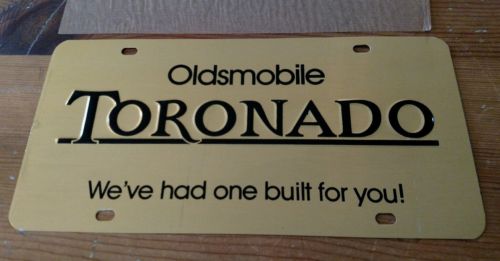 Oldsmobile
TORONADO
We've had one built for you!